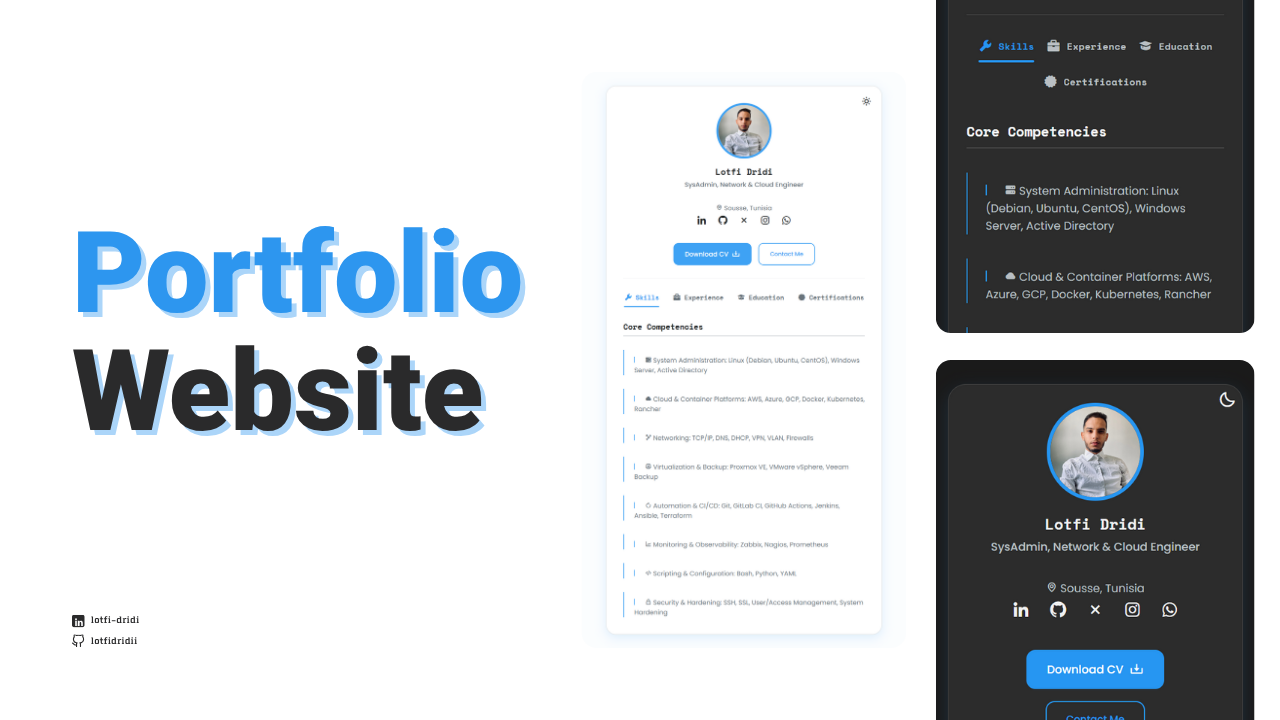 Portfolio
Website
lotfi-dridi
lotfidridii
Lotfi Dridi
SysAdmin, Network & Cloud Engineer
Sousse, Tunisia
Download CV
Contact Me
Skills Experience Education Certifications
Core Competencies
System Administration: Linux (Debian, Ubuntu, CentOS), Windows
Server, Active Directory
Cloud & Container Platforms: AWS, Azure, GCP, Docker, Kubernetes,
Rancher
Networking: TCP/IP, DNS, DHCP, VPN, VLAN, Firewalls
Virtualization & Backup: Proxmox VE, VMware vSphere, Veeam
Backup
Automation & CI/CD: Git, GitLab CI, GitHub Actions, Jenkins,
Ansible, Terraform
Monitoring & Observability: Zabbix, Nagios, Prometheus
Scripting & Configuration: Bash, Python, YAML
Security & Hardening: SSH, SSL, User/Access Management, System
Hardening
Skills Experience Education
Certifications
Core Competencies
System Administration: Linux
(Debian, Ubuntu, CentOS), Windows
Server, Active Directory
Cloud & Container Platforms: AWS,
Azure, GCP, Docker, Kubernetes, Rancher
Lotfi Dridi
SysAdmin, Network & Cloud Engineer
Sousse, Tunisia
Download CV
Contact Me